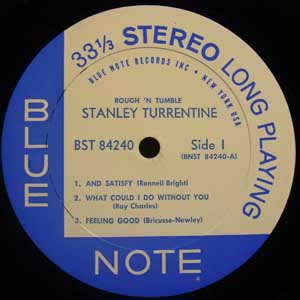 33 1/3 STEREO LONG PLAYING
BLUE NOTE RECORDS INC • NEW YORK USA
ROUGH 'N TUMBLE
STANLEY TURRENTINE
BST 84240
Side 1
(BNST 84240-A)
1. AND SATISFY (Ronnell Bright)
2. WHAT COULD I DO WITHOUT YOU
(Ray Charles)
3. FEELING GOOD (Bricusse-Newley)
BLUE
NOTE